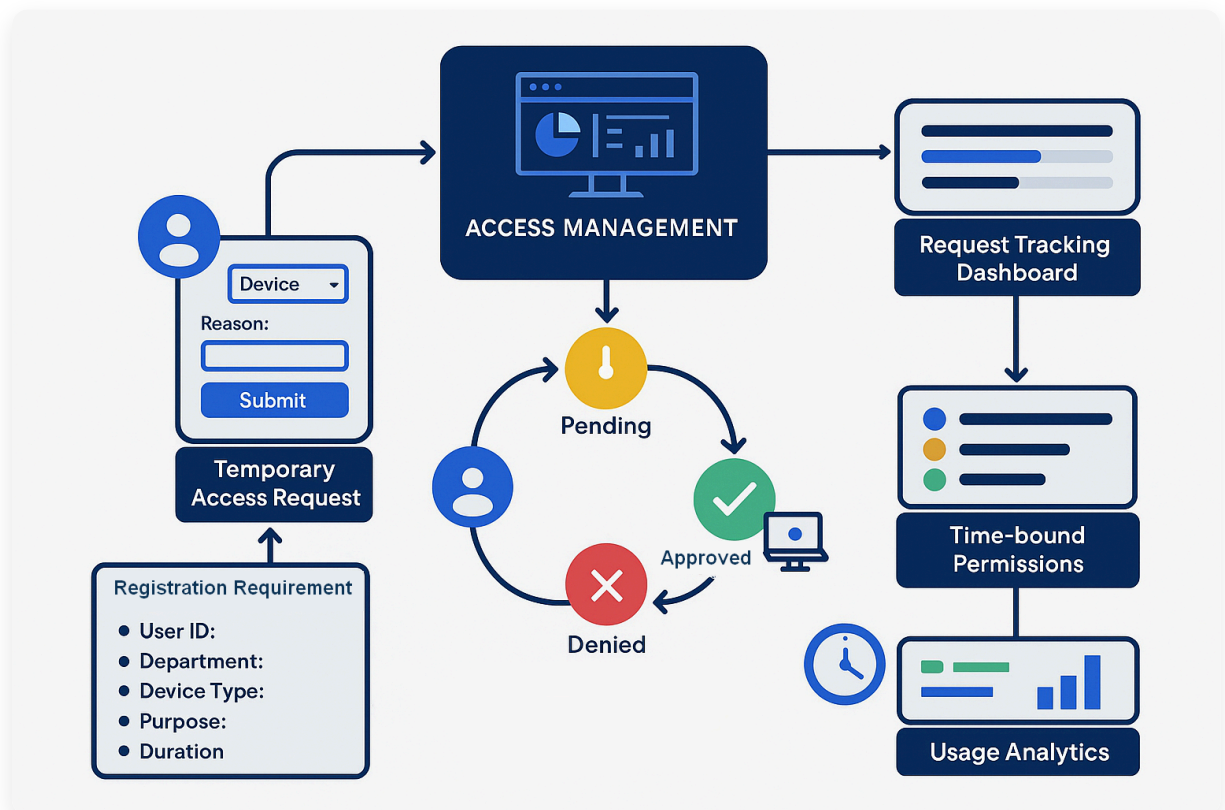 ACCESS MANAGEMENT
Device
Reason:
Submit
Temporary
Access Request
Registration Requirement
• User ID:
• Department:
• Device Type:
• Purpose:
• Duration
Pending
Approved
Denied
Request Tracking
Dashboard
Time-bound
Permissions
Usage Analytics